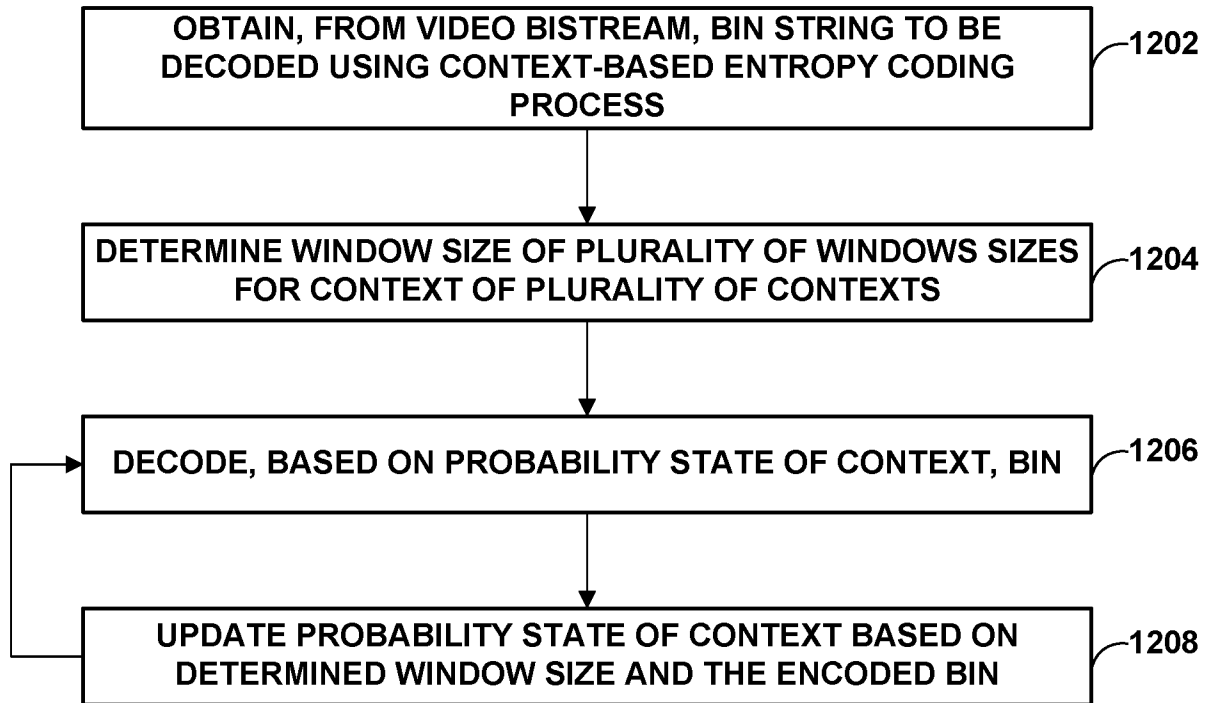 OBTAIN, FROM VIDEO BISTREAM, BIN STRING TO BE
DECODED USING CONTEXT-BASED ENTROPY CODING
PROCESS
1202
DETERMINE WINDOW SIZE OF PLURALITY OF WINDOWS SIZES
FOR CONTEXT OF PLURALITY OF CONTEXTS
1204
DECODE, BASED ON PROBABILITY STATE OF CONTEXT, BIN
1206
UPDATE PROBABILITY STATE OF CONTEXT BASED ON
DETERMINED WINDOW SIZE AND THE ENCODED BIN
1208